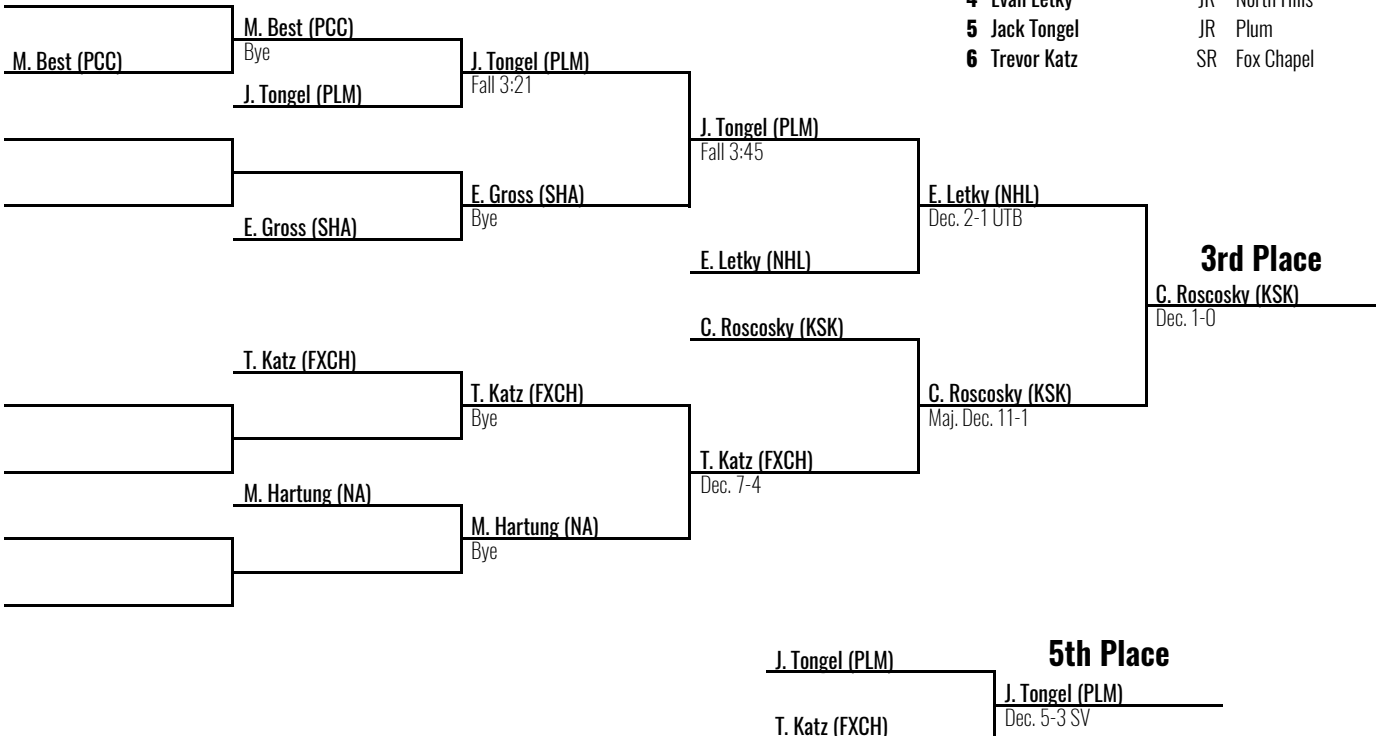 4 Evan Letky JR North Hills
M. Best (PCC)
5 Jack Tongel JR Plum
Bye
M. Best (PCC)
J. Tongel (PLM)
6 Trevor Katz SR Fox Chapel
Fall 3:21
J. Tongel (PLM)
J. Tongel (PLM)
Fall 3:45
E. Gross (SHA)
E. Letky (NHL)
Bye
Dec. 2-1 UTB
E. Gross (SHA)
E. Letky (NHL)
3rd Place
C. Roscosky (KSK)
Dec. 1-0
C. Roscosky (KSK)
T. Katz (FXCH)
T. Katz (FXCH)
C. Roscosky (KSK)
Bye
Maj. Dec. 11-1
T. Katz (FXCH)
Dec. 7-4
M. Hartung (NA)
M. Hartung (NA)
Bye
5th Place
J. Tongel (PLM)
J. Tongel (PLM)
Dec. 5-3 SV
T. Katz (FXCH)